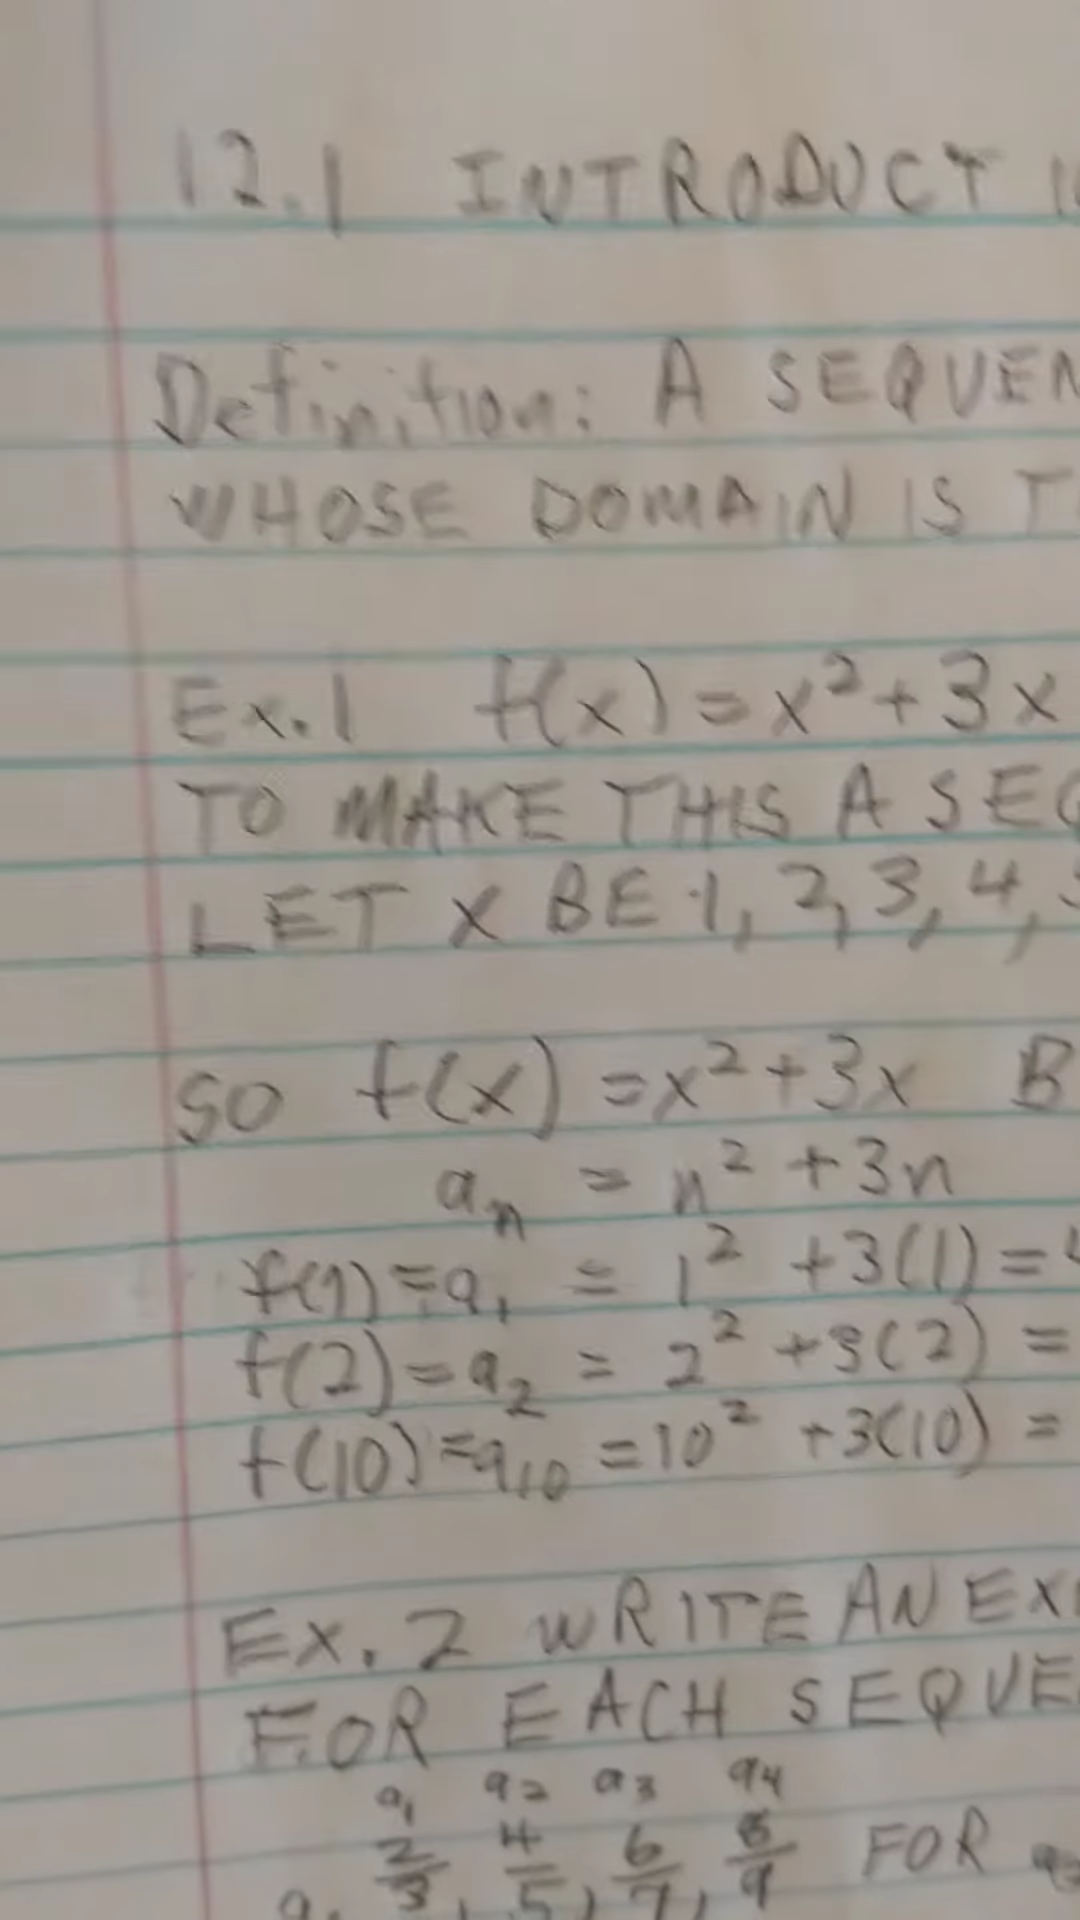 12.1 INTRODUCT
Definition: A SEQUEN
WHOSE DOMAIN IS T
Ex.1 f(x) = x² + 3x
TO MAKE THIS A SEQ
LET X BE 1, 2, 3, 4,
SO f(x) = x² + 3x B
aₙ = n² + 3n
f(1) = a₁ = 1² + 3(1) = 4
f(2) = a₂ = 2² + 3(2) =
f(10) = a₁₀ = 10² + 3(10) =
Ex. 2 WRITE AN EX
FOR EACH SEQUE
a₁ a₂ a₃ a₄
a. 2/3, 4/5, 6/7, 8/9 FOR